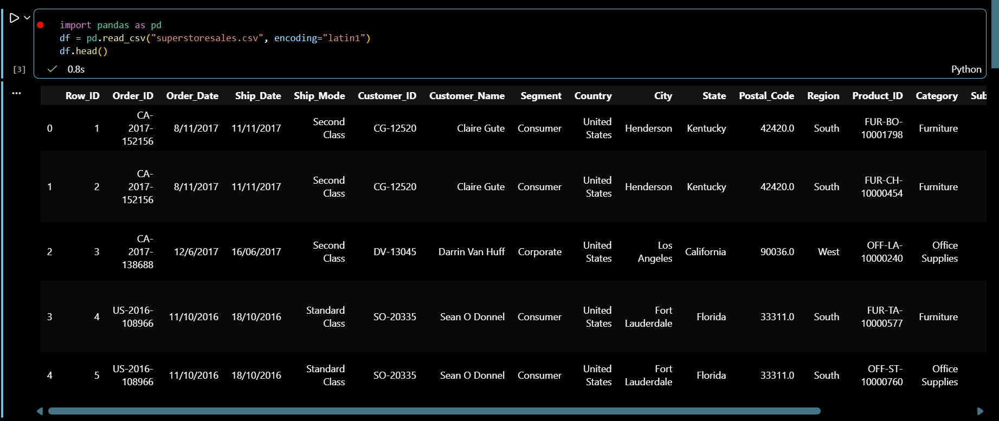 import pandas as pd
df = pd.read_csv("superstoresales.csv", encoding="latin1")
df.head()
[3] 0.8s Python
Row_ID Order_ID Order_Date Ship_Date Ship_Mode Customer_ID Customer_Name Segment Country City State Postal_Code Region Product_ID Category Sub
0 1 CA-2017-152156 8/11/2017 11/11/2017 Second Class CG-12520 Claire Gute Consumer United States Henderson Kentucky 42420.0 South FUR-BO-10001798 Furniture
1 2 CA-2017-152156 8/11/2017 11/11/2017 Second Class CG-12520 Claire Gute Consumer United States Henderson Kentucky 42420.0 South FUR-CH-10000454 Furniture
2 3 CA-2017-138688 12/6/2017 16/06/2017 Second Class DV-13045 Darrin Van Huff Corporate United States Los Angeles California 90036.0 West OFF-LA-10000240 Office Supplies
3 4 US-2016-108966 11/10/2016 18/10/2016 Standard Class SO-20335 Sean O Donnel Consumer United States Fort Lauderdale Florida 33311.0 South FUR-TA-10000577 Furniture
4 5 US-2016-108966 11/10/2016 18/10/2016 Standard Class SO-20335 Sean O Donnel Consumer United States Fort Lauderdale Florida 33311.0 South OFF-ST-10000760 Office Supplies